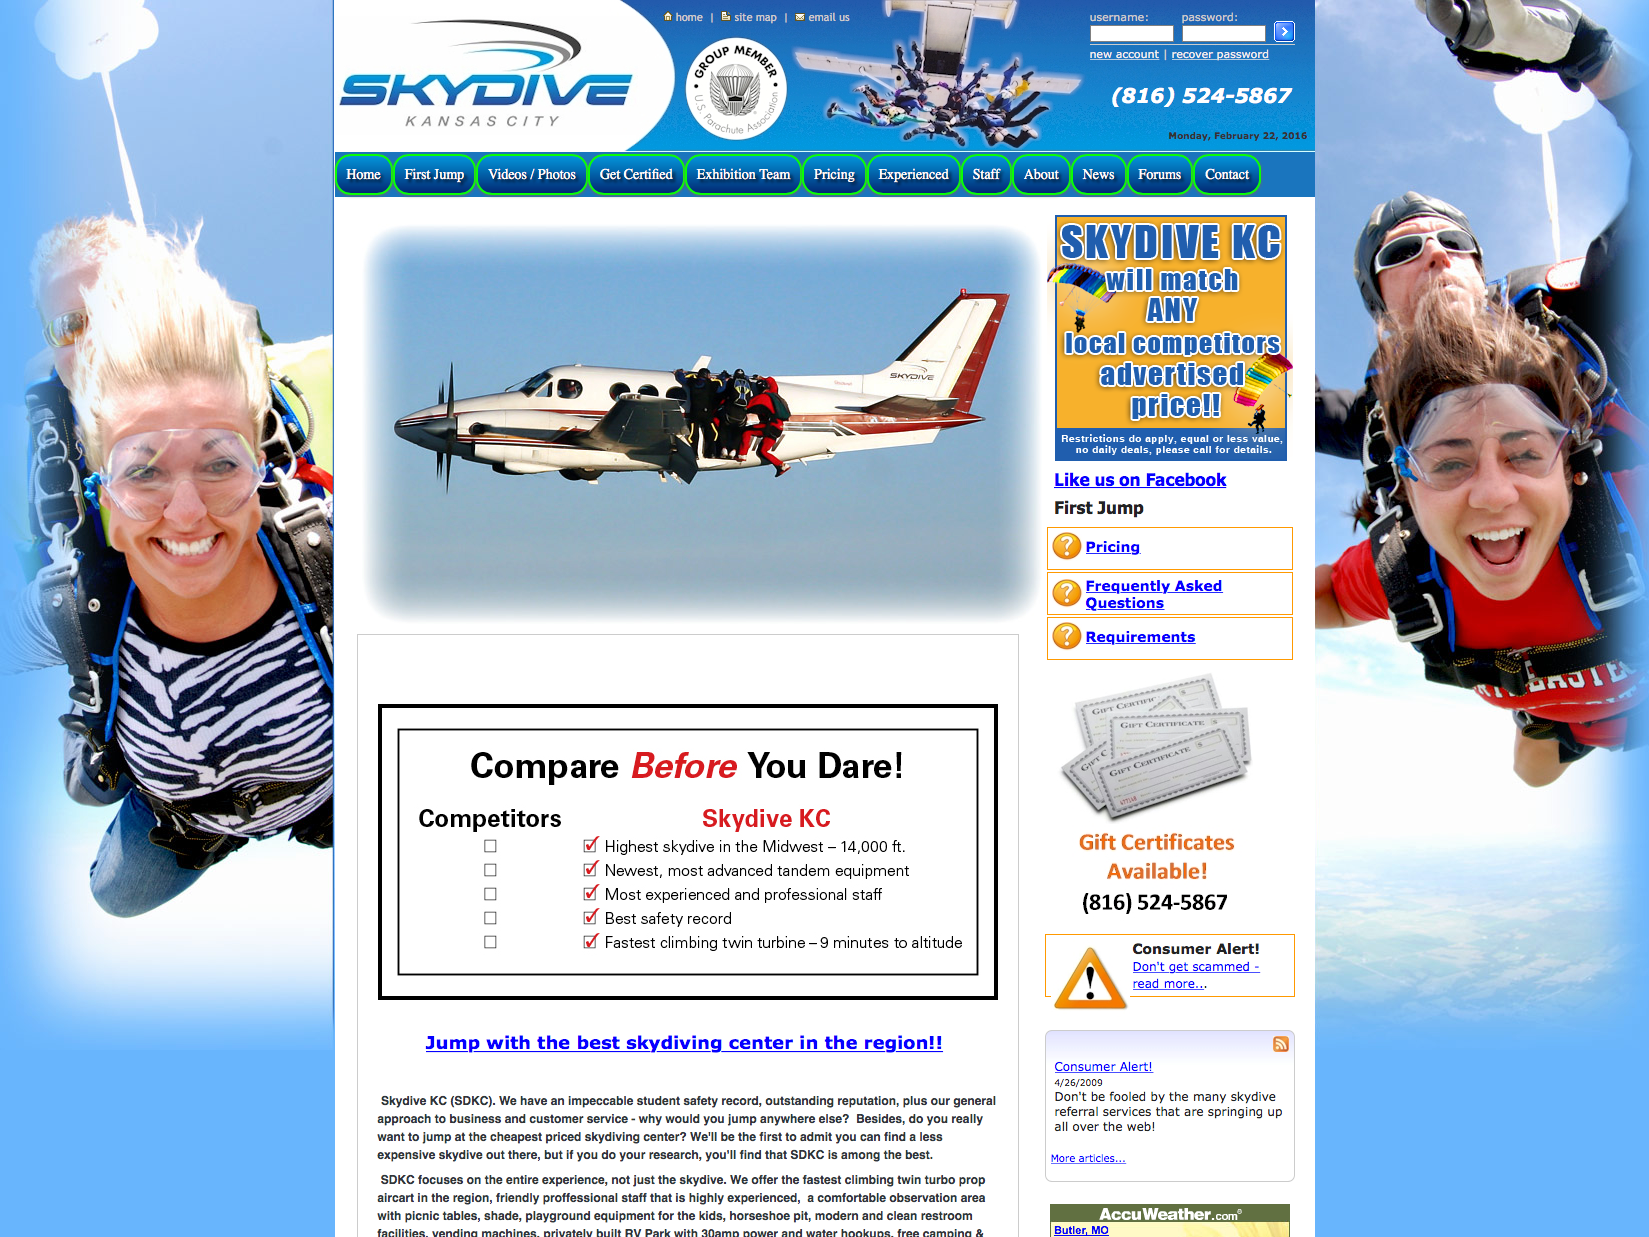 SKYDIVE
KANSAS CITY
home | site map | email us
GROUP MEMBER
U.S. Parachute Association
username: password:
new account | recover password
(816) 524-5867
Monday, February 22, 2016
Home First Jump Videos / Photos Get Certified Exhibition Team Pricing Experienced Staff About News Forums Contact
SKYDIVE
SKYDIVE KC
will match
ANY
local competitors
advertised
price!!
Restrictions do apply, equal or less value,
no daily deals, please call for details.
Like us on Facebook
First Jump
Pricing
Frequently Asked
Questions
Requirements
GIFT CERTIFICATE
GIFT CERTIFICATE
GIFT CERTIFICATE
GIFT CERTIFICATE
Gift Certificates
Available!
(816) 524-5867
Consumer Alert!
Don't get scammed -
read more...
Consumer Alert!
4/26/2009
Don't be fooled by the many skydive
referral services that are springing up
all over the web!
More articles...
AccuWeather.com®
Butler, MO
Compare Before You Dare!
Competitors Skydive KC
Highest skydive in the Midwest – 14,000 ft.
Newest, most advanced tandem equipment
Most experienced and professional staff
Best safety record
Fastest climbing twin turbine – 9 minutes to altitude
Jump with the best skydiving center in the region!!
Skydive KC (SDKC). We have an impeccable student safety record, outstanding reputation, plus our general
approach to business and customer service - why would you jump anywhere else? Besides, do you really
want to jump at the cheapest priced skydiving center? We'll be the first to admit you can find a less
expensive skydive out there, but if you do your research, you'll find that SDKC is among the best.
SDKC focuses on the entire experience, not just the skydive. We offer the fastest climbing twin turbo prop
aircart in the region, friendly proffessional staff that is highly experienced, a comfortable observation area
with picnic tables, shade, playground equipment for the kids, horseshoe pit, modern and clean restroom
facilities, vending machines, privately built RV Park with 30amp power and water hookups, free camping &